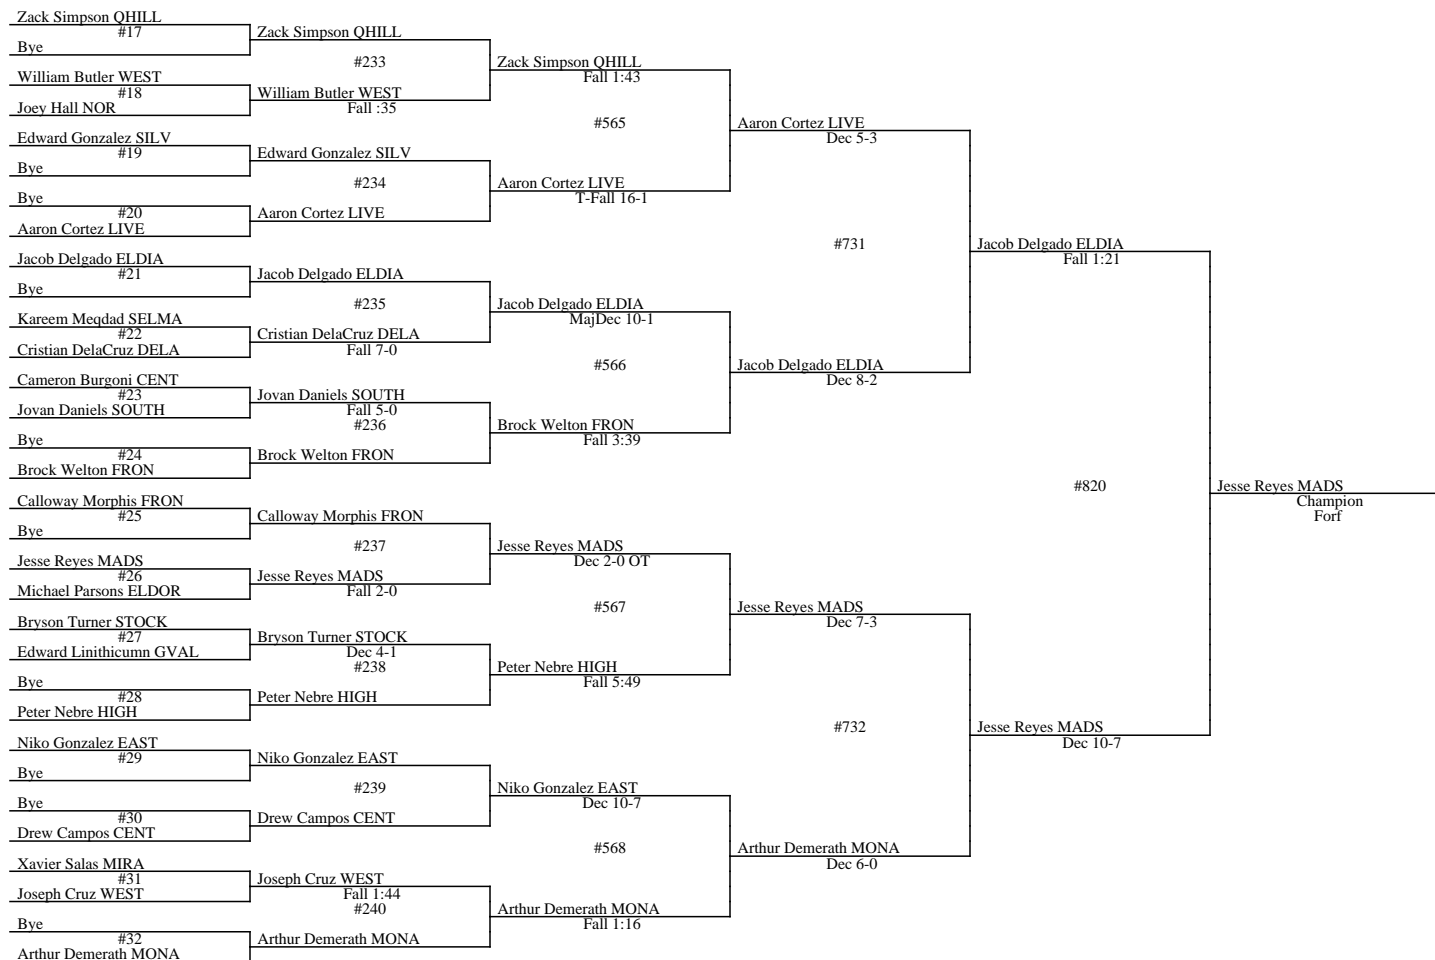 Zack Simpson QHILL
#17
Bye
William Butler WEST
#18
Joey Hall NOR
Edward Gonzalez SILV
#19
Bye
Bye
#20
Aaron Cortez LIVE
Jacob Delgado ELDIA
#21
Bye
Kareem Meqdad SELMA
#22
Cristian DelaCruz DELA
Cameron Burgoni CENT
#23
Jovan Daniels SOUTH
Bye
#24
Brock Welton FRON
Calloway Morphis FRON
#25
Bye
Jesse Reyes MADS
#26
Michael Parsons ELDOR
Bryson Turner STOCK
#27
Edward Linithicumn GVAL
Bye
#28
Peter Nebre HIGH
Niko Gonzalez EAST
#29
Bye
Bye
#30
Drew Campos CENT
Xavier Salas MIRA
#31
Joseph Cruz WEST
Bye
#32
Arthur Demerath MONA
Zack Simpson QHILL
#233
William Butler WEST
Fall :35
Edward Gonzalez SILV
#234
Aaron Cortez LIVE
Jacob Delgado ELDIA
#235
Cristian DelaCruz DELA
Fall 7-0
Jovan Daniels SOUTH
Fall 5-0
#236
Brock Welton FRON
Calloway Morphis FRON
#237
Jesse Reyes MADS
Fall 2-0
Bryson Turner STOCK
Dec 4-1
#238
Peter Nebre HIGH
Niko Gonzalez EAST
#239
Drew Campos CENT
Joseph Cruz WEST
Fall 1:44
#240
Arthur Demerath MONA
Zack Simpson QHILL
Fall 1:43
#565
Aaron Cortez LIVE
T-Fall 16-1
Jacob Delgado ELDIA
MajDec 10-1
#566
Brock Welton FRON
Fall 3:39
Jesse Reyes MADS
Dec 2-0 OT
#567
Peter Nebre HIGH
Fall 5:49
Niko Gonzalez EAST
Dec 10-7
#568
Arthur Demerath MONA
Fall 1:16
Aaron Cortez LIVE
Dec 5-3
#731
Jacob Delgado ELDIA
Dec 8-2
Jesse Reyes MADS
Dec 7-3
#732
Arthur Demerath MONA
Dec 6-0
Jacob Delgado ELDIA
Fall 1:21
#820
Jesse Reyes MADS
Dec 10-7
Jesse Reyes MADS
Champion
Forf